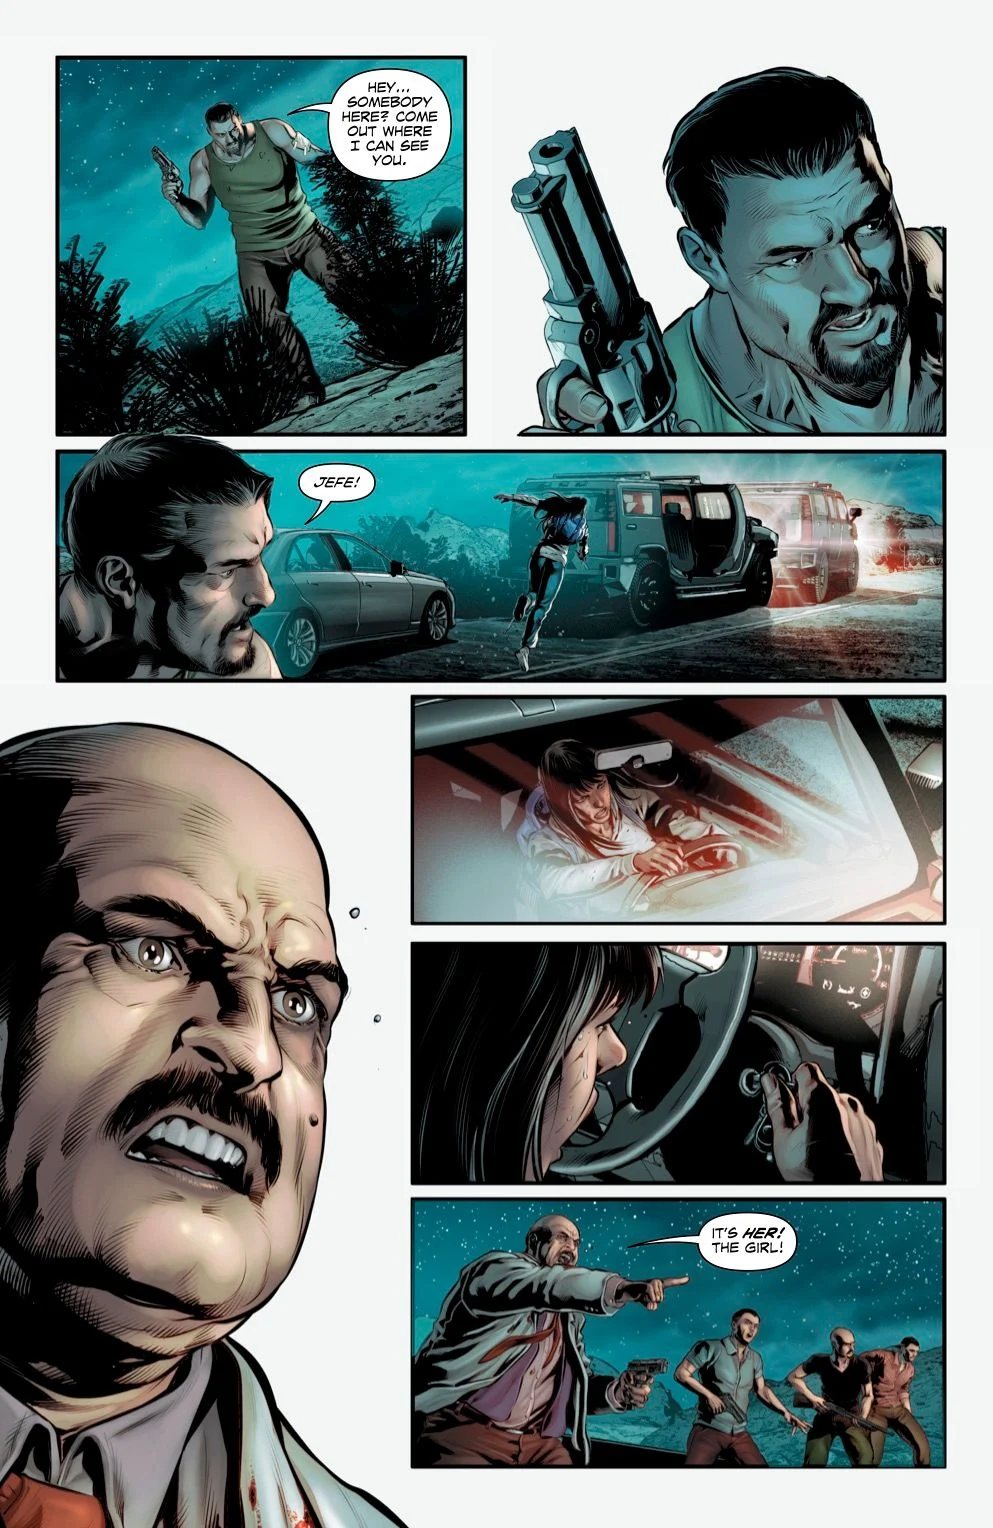 HEY...
SOMEBODY
HERE? COME
OUT WHERE
I CAN SEE
YOU.
JEFE!
IT'S HER!
THE GIRL!